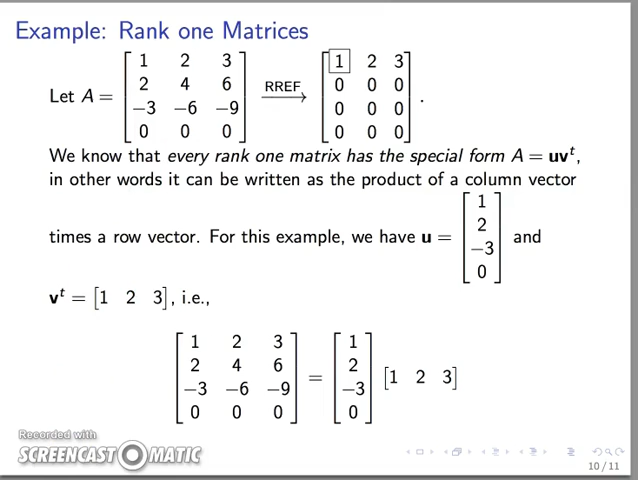 Example: Rank one Matrices
Let A = [1 2 3; 2 4 6; −3 −6 −9; 0 0 0] RREF→ [1 2 3; 0 0 0; 0 0 0; 0 0 0].
We know that every rank one matrix has the special form A = uvᵗ,
in other words it can be written as the product of a column vector
times a row vector. For this example, we have u = [1; 2; −3; 0] and
vᵗ = [1 2 3], i.e.,
[1 2 3; 2 4 6; −3 −6 −9; 0 0 0] = [1; 2; −3; 0] [1 2 3]
Recorded with
SCREENCAST-O-MATIC
10 / 11